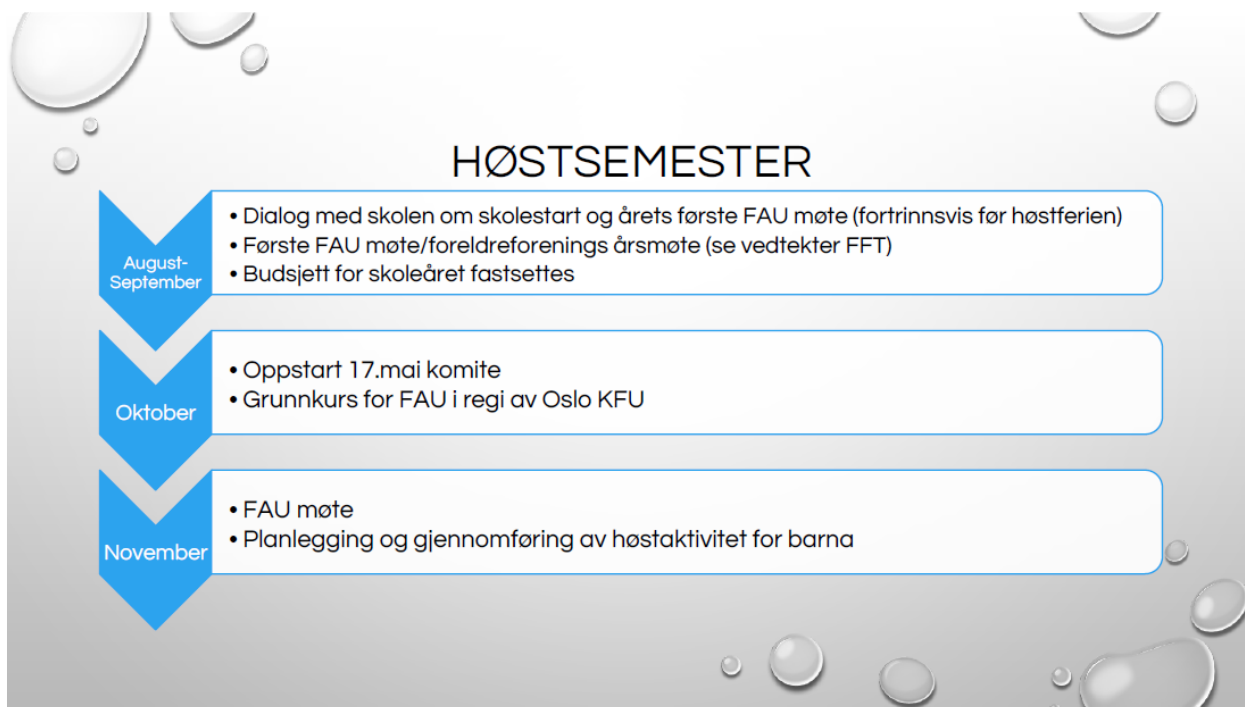 HØSTSEMESTER
August-
September
• Dialog med skolen om skolestart og årets første FAU møte (fortrinnsvis før høstferien)
• Første FAU møte/foreldreforenings årsmøte (se vedtekter FFT)
• Budsjett for skoleåret fastsettes
Oktober
• Oppstart 17.mai komite
• Grunnkurs for FAU i regi av Oslo KFU
November
• FAU møte
• Planlegging og gjennomføring av høstaktivitet for barna